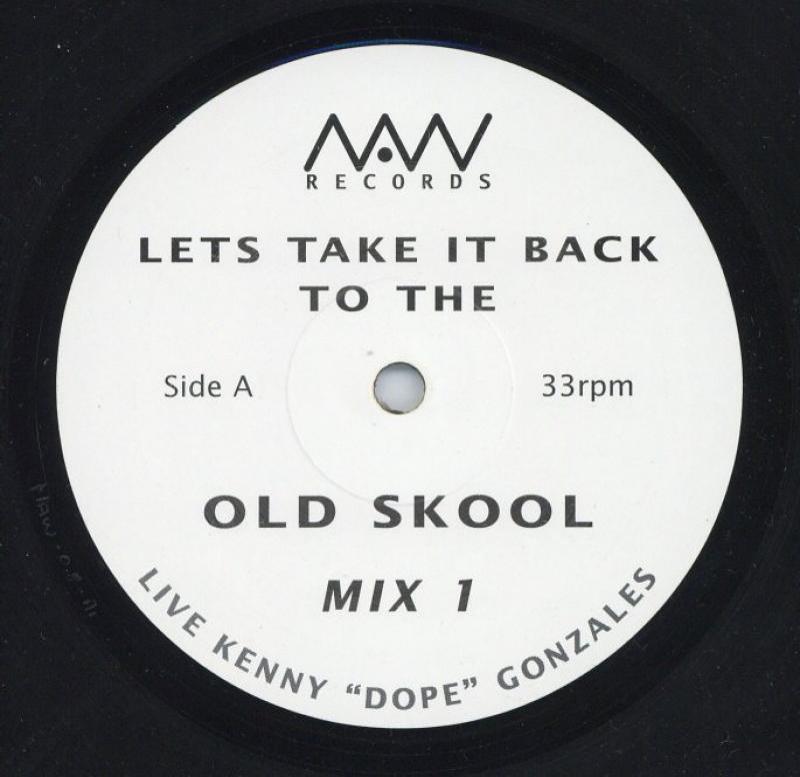 MAW
RECORDS
LETS TAKE IT BACK
TO THE
Side A
33rpm
OLD SKOOL
MIX 1
LIVE KENNY “DOPE” GONZALES